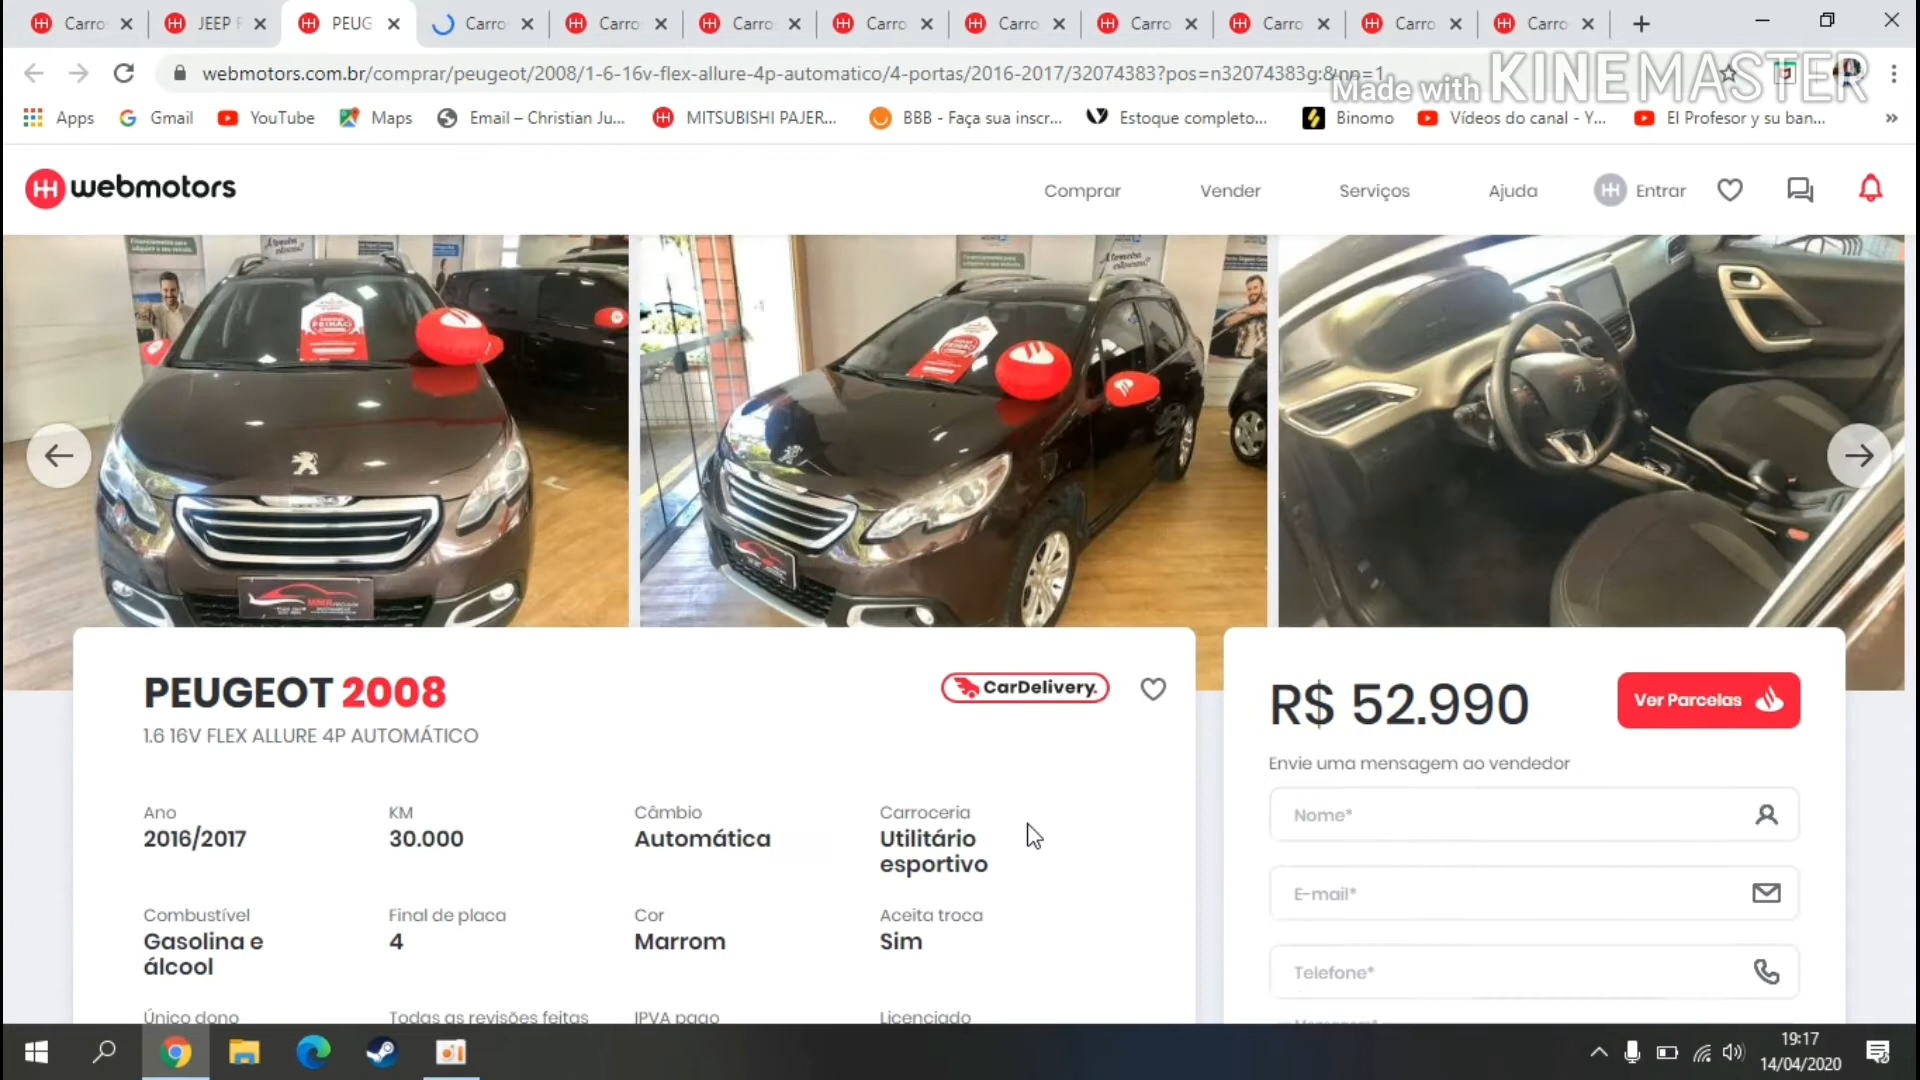 Carro
JEEP R
PEUG
Carro
Carro
Carro
Carro
Carro
Carro
Carro
Carro
Carro
webmotors.com.br/comprar/peugeot/2008/1-6-16v-flex-allure-4p-automatico/4-portas/2016-2017/32074383?pos=n32074383g:&np=1
Made with KINEMASTER
Apps
Gmail
YouTube
Maps
Email – Christian Ju...
MITSUBISHI PAJER...
BBB - Faça sua inscr...
Estoque completo...
Binomo
Vídeos do canal - Y...
El Profesor y su ban...
webmotors
Comprar
Vender
Serviços
Ajuda
Entrar
PEUGEOT 2008
CarDelivery.
1.6 16V FLEX ALLURE 4P AUTOMÁTICO
Ano
KM
Câmbio
Carroceria
2016/2017
30.000
Automática
Utilitário
esportivo
Combustível
Final de placa
Cor
Aceita troca
Gasolina e
álcool
4
Marrom
Sim
Único dono
Todas as revisões feitas
IPVA pago
Licenciado
R$ 52.990
Ver Parcelas
Envie uma mensagem ao vendedor
Nome*
E-mail*
Telefone*
19:17
14/04/2020